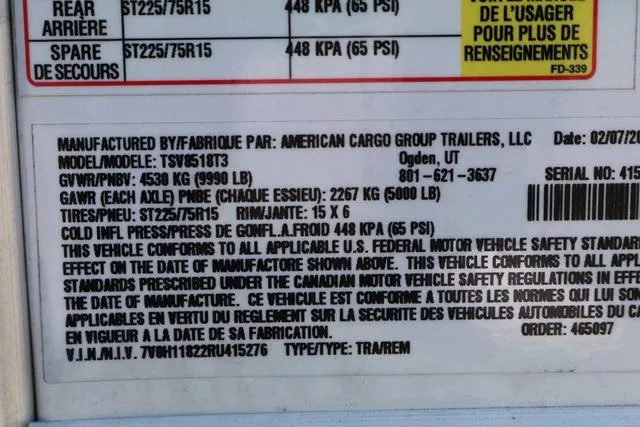 REAR
ARRIÈRE
ST225/75R15
448 KPA (65 PSI)
SPARE
DE SECOURS
ST225/75R15
448 KPA (65 PSI)
DE L'USAGER
POUR PLUS DE
RENSEIGNEMENTS
FD-339
MANUFACTURED BY/FABRIQUE PAR: AMERICAN CARGO GROUP TRAILERS, LLC Date: 02/07/20
MODEL/MODELE: TSV8518T3 Ogden, UT
GVWR/PNBV: 4530 KG (9990 LB) 801-621-3637 SERIAL NO: 415
GAWR (EACH AXLE) PNBE (CHAQUE ESSIEU): 2267 KG (5000 LB)
TIRES/PNEU: ST225/75R15 RIM/JANTE: 15 X 6
COLD INFL PRESS/PRESS DE GONFL.A.FROID 448 KPA (65 PSI)
THIS VEHICLE CONFORMS TO ALL APPLICABLE U.S. FEDERAL MOTOR VEHICLE SAFETY STANDAR
EFFECT ON THE DATE OF MANUFACTORE SHOWN ABOVE. THIS VEHICLE CONFORMS TO ALL APPL
STANDARDS PRESCRIBED UNDER THE CANADIAN MOTOR VEHICLE SAFETY REGULATIONS IN EFFE
THE DATE OF MANUFACTURE. CE VEHICULE EST CONFORME A TOUTES LES NORMES QUI LUI SON
APPLICABLES EN VERTU DU REGLEMENT SUR LA SECURITE DES VEHICULES AUTOMOBILES DU CA
EN VIGUEUR A LA DATE DE SA FABRICATION. ORDER: 465097
V.I.N./N.I.V. 7V0H11822RU415276 TYPE/TYPE: TRA/REM